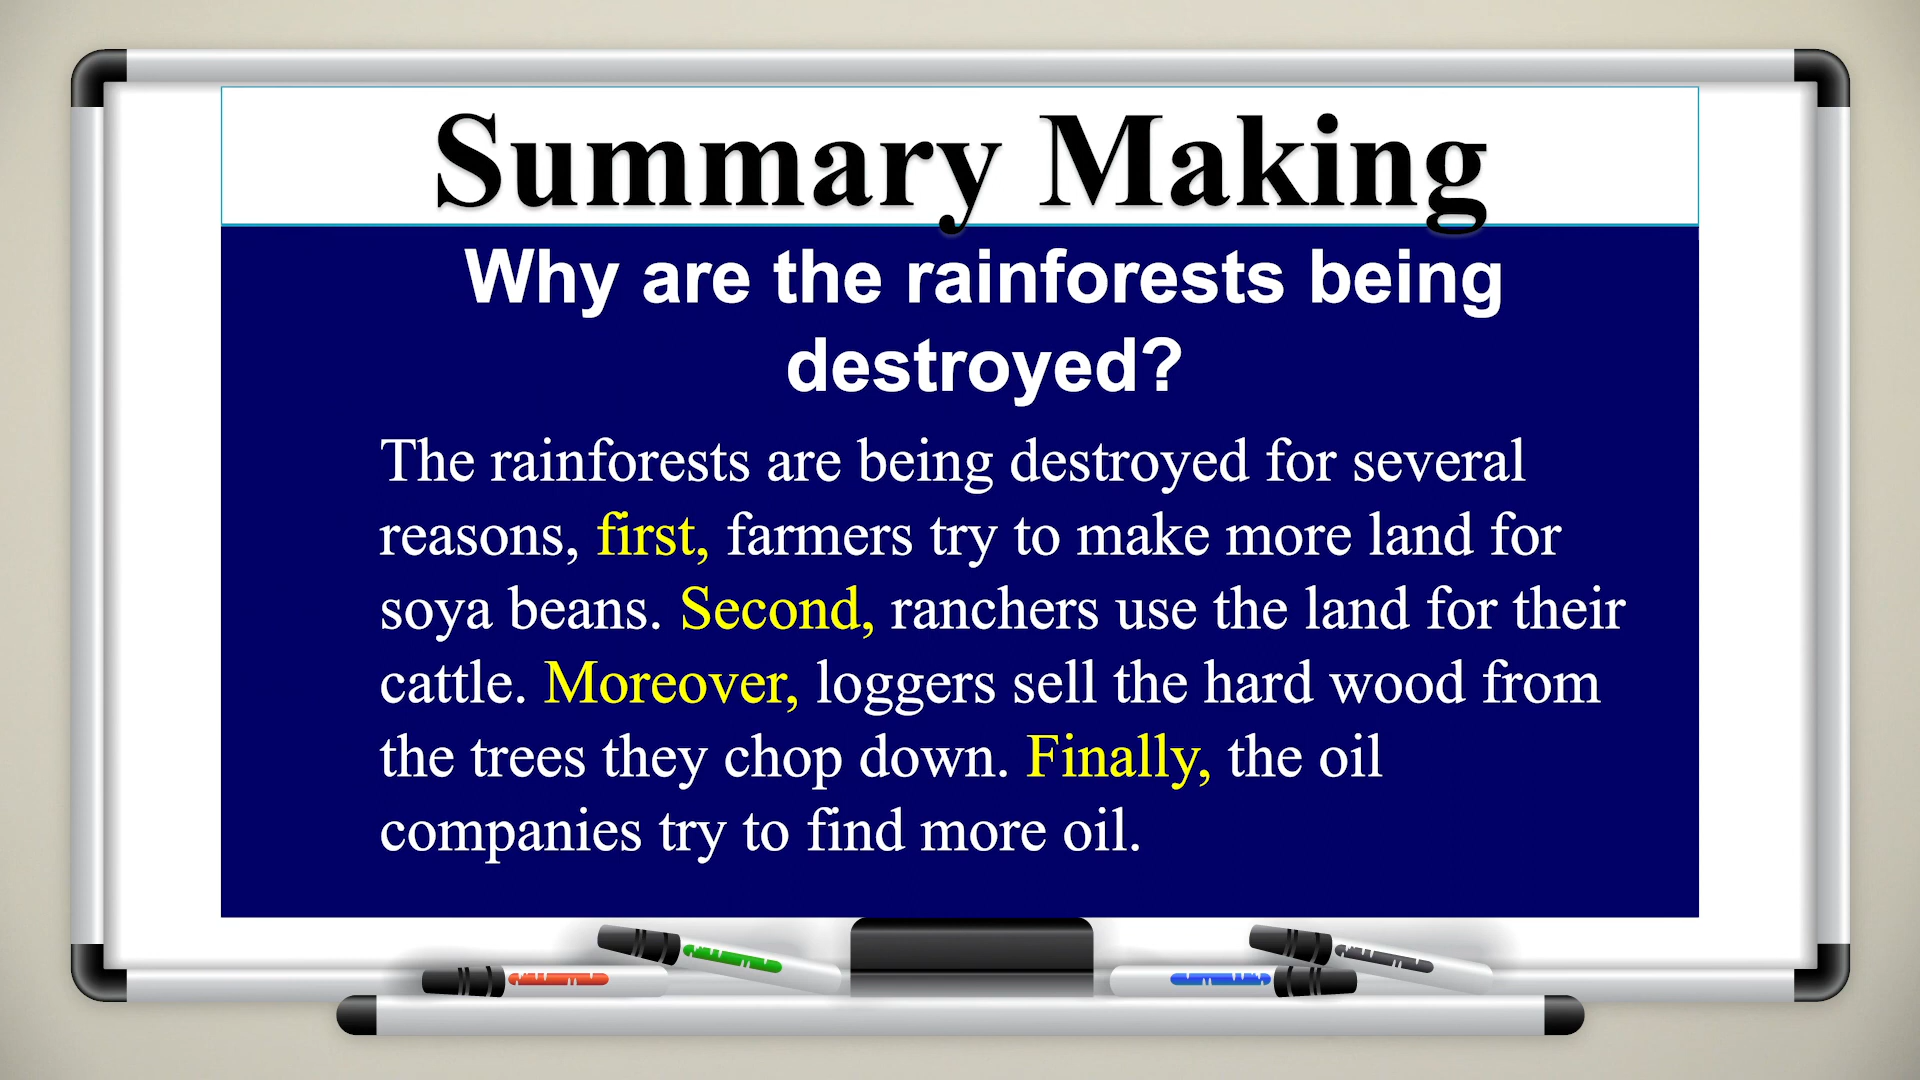 Summary Making
Why are the rainforests being
destroyed?
The rainforests are being destroyed for several
reasons, first, farmers try to make more land for
soya beans. Second, ranchers use the land for their
cattle. Moreover, loggers sell the hard wood from
the trees they chop down. Finally, the oil
companies try to find more oil.